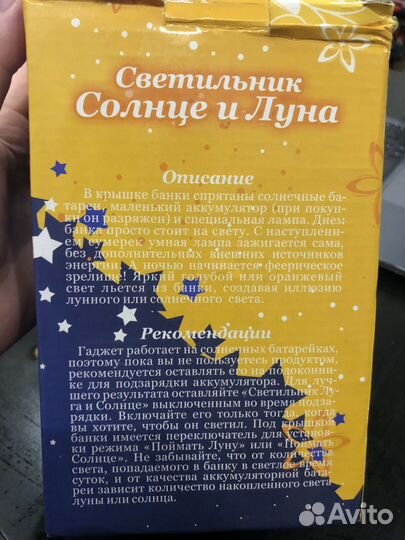 Светильник
Солнце и Луна
Описание
В крышке банки спрятаны солнечные ба-
тареи, маленький аккумулятор (при покуп-
ки он разряжен) и специальная лампа. Днем
банка просто стоит на свету. С наступлени-
ем сумерек умная лампа зажигается сама,
без дополнительных внешних источников
энергии. А ночью начинается феерическое
зрелище! Яркий голубой или оранжевий
свет льется из банки, создавая иллюзию
лунного или солнечного света.
Рекомендации
Гаджет работает на солнечных батарейках,
поэтому пока вы не пользуетесь продуктом,
рекомендуется оставлять его на подоконни-
ке для подзарядки аккумулятора. Для луч-
шего результата оставляйте «Светильник Лу-
га и Солнце» выключенным во время подза-
рядки. Включайте его только тогда, когда
вы хотите, чтобы он светил. Под крышкой
банки имеется переключатель для установ-
ки режима «Поймать Луну» или «Поймать
Солнце». Не забывайте, что от количества
света, попадаемого в банку в светлое время
суток, и от качества аккумуляторной бата-
реи зависит количество накопленного света
луны или солнца.
Avito